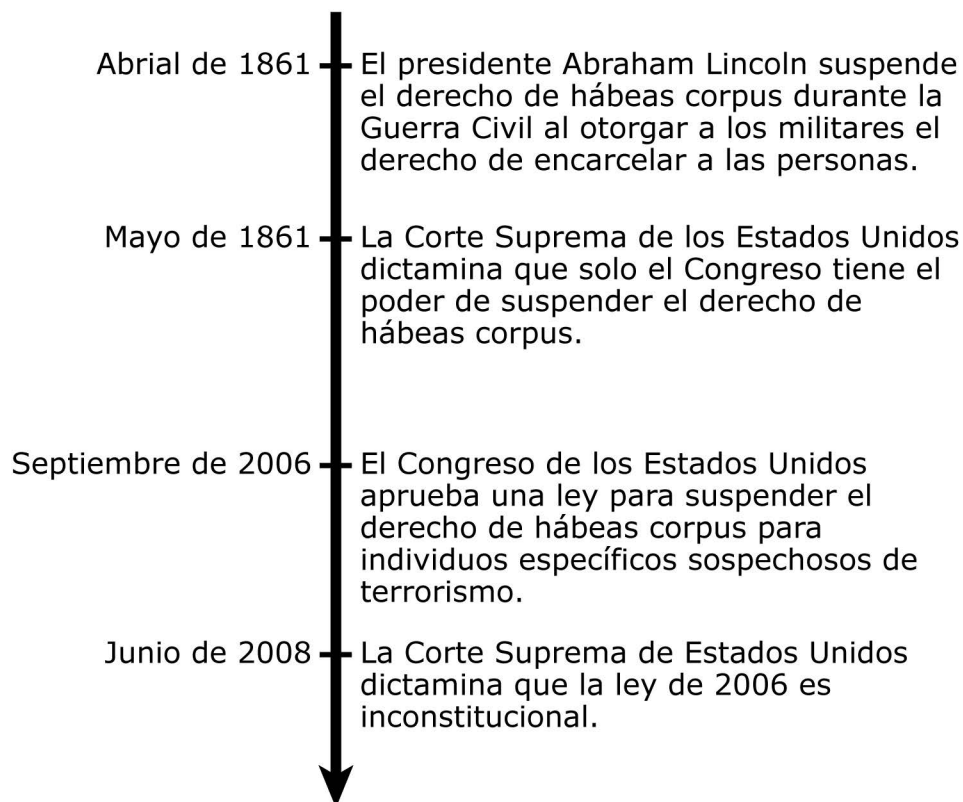 Abrial de 1861
El presidente Abraham Lincoln suspende
el derecho de hábeas corpus durante la
Guerra Civil al otorgar a los militares el
derecho de encarcelar a las personas.
Mayo de 1861
La Corte Suprema de los Estados Unidos
dictamina que solo el Congreso tiene el
poder de suspender el derecho de
hábeas corpus.
Septiembre de 2006
El Congreso de los Estados Unidos
aprueba una ley para suspender el
derecho de hábeas corpus para
individuos específicos sospechosos de
terrorismo.
Junio de 2008
La Corte Suprema de Estados Unidos
dictamina que la ley de 2006 es
inconstitucional.